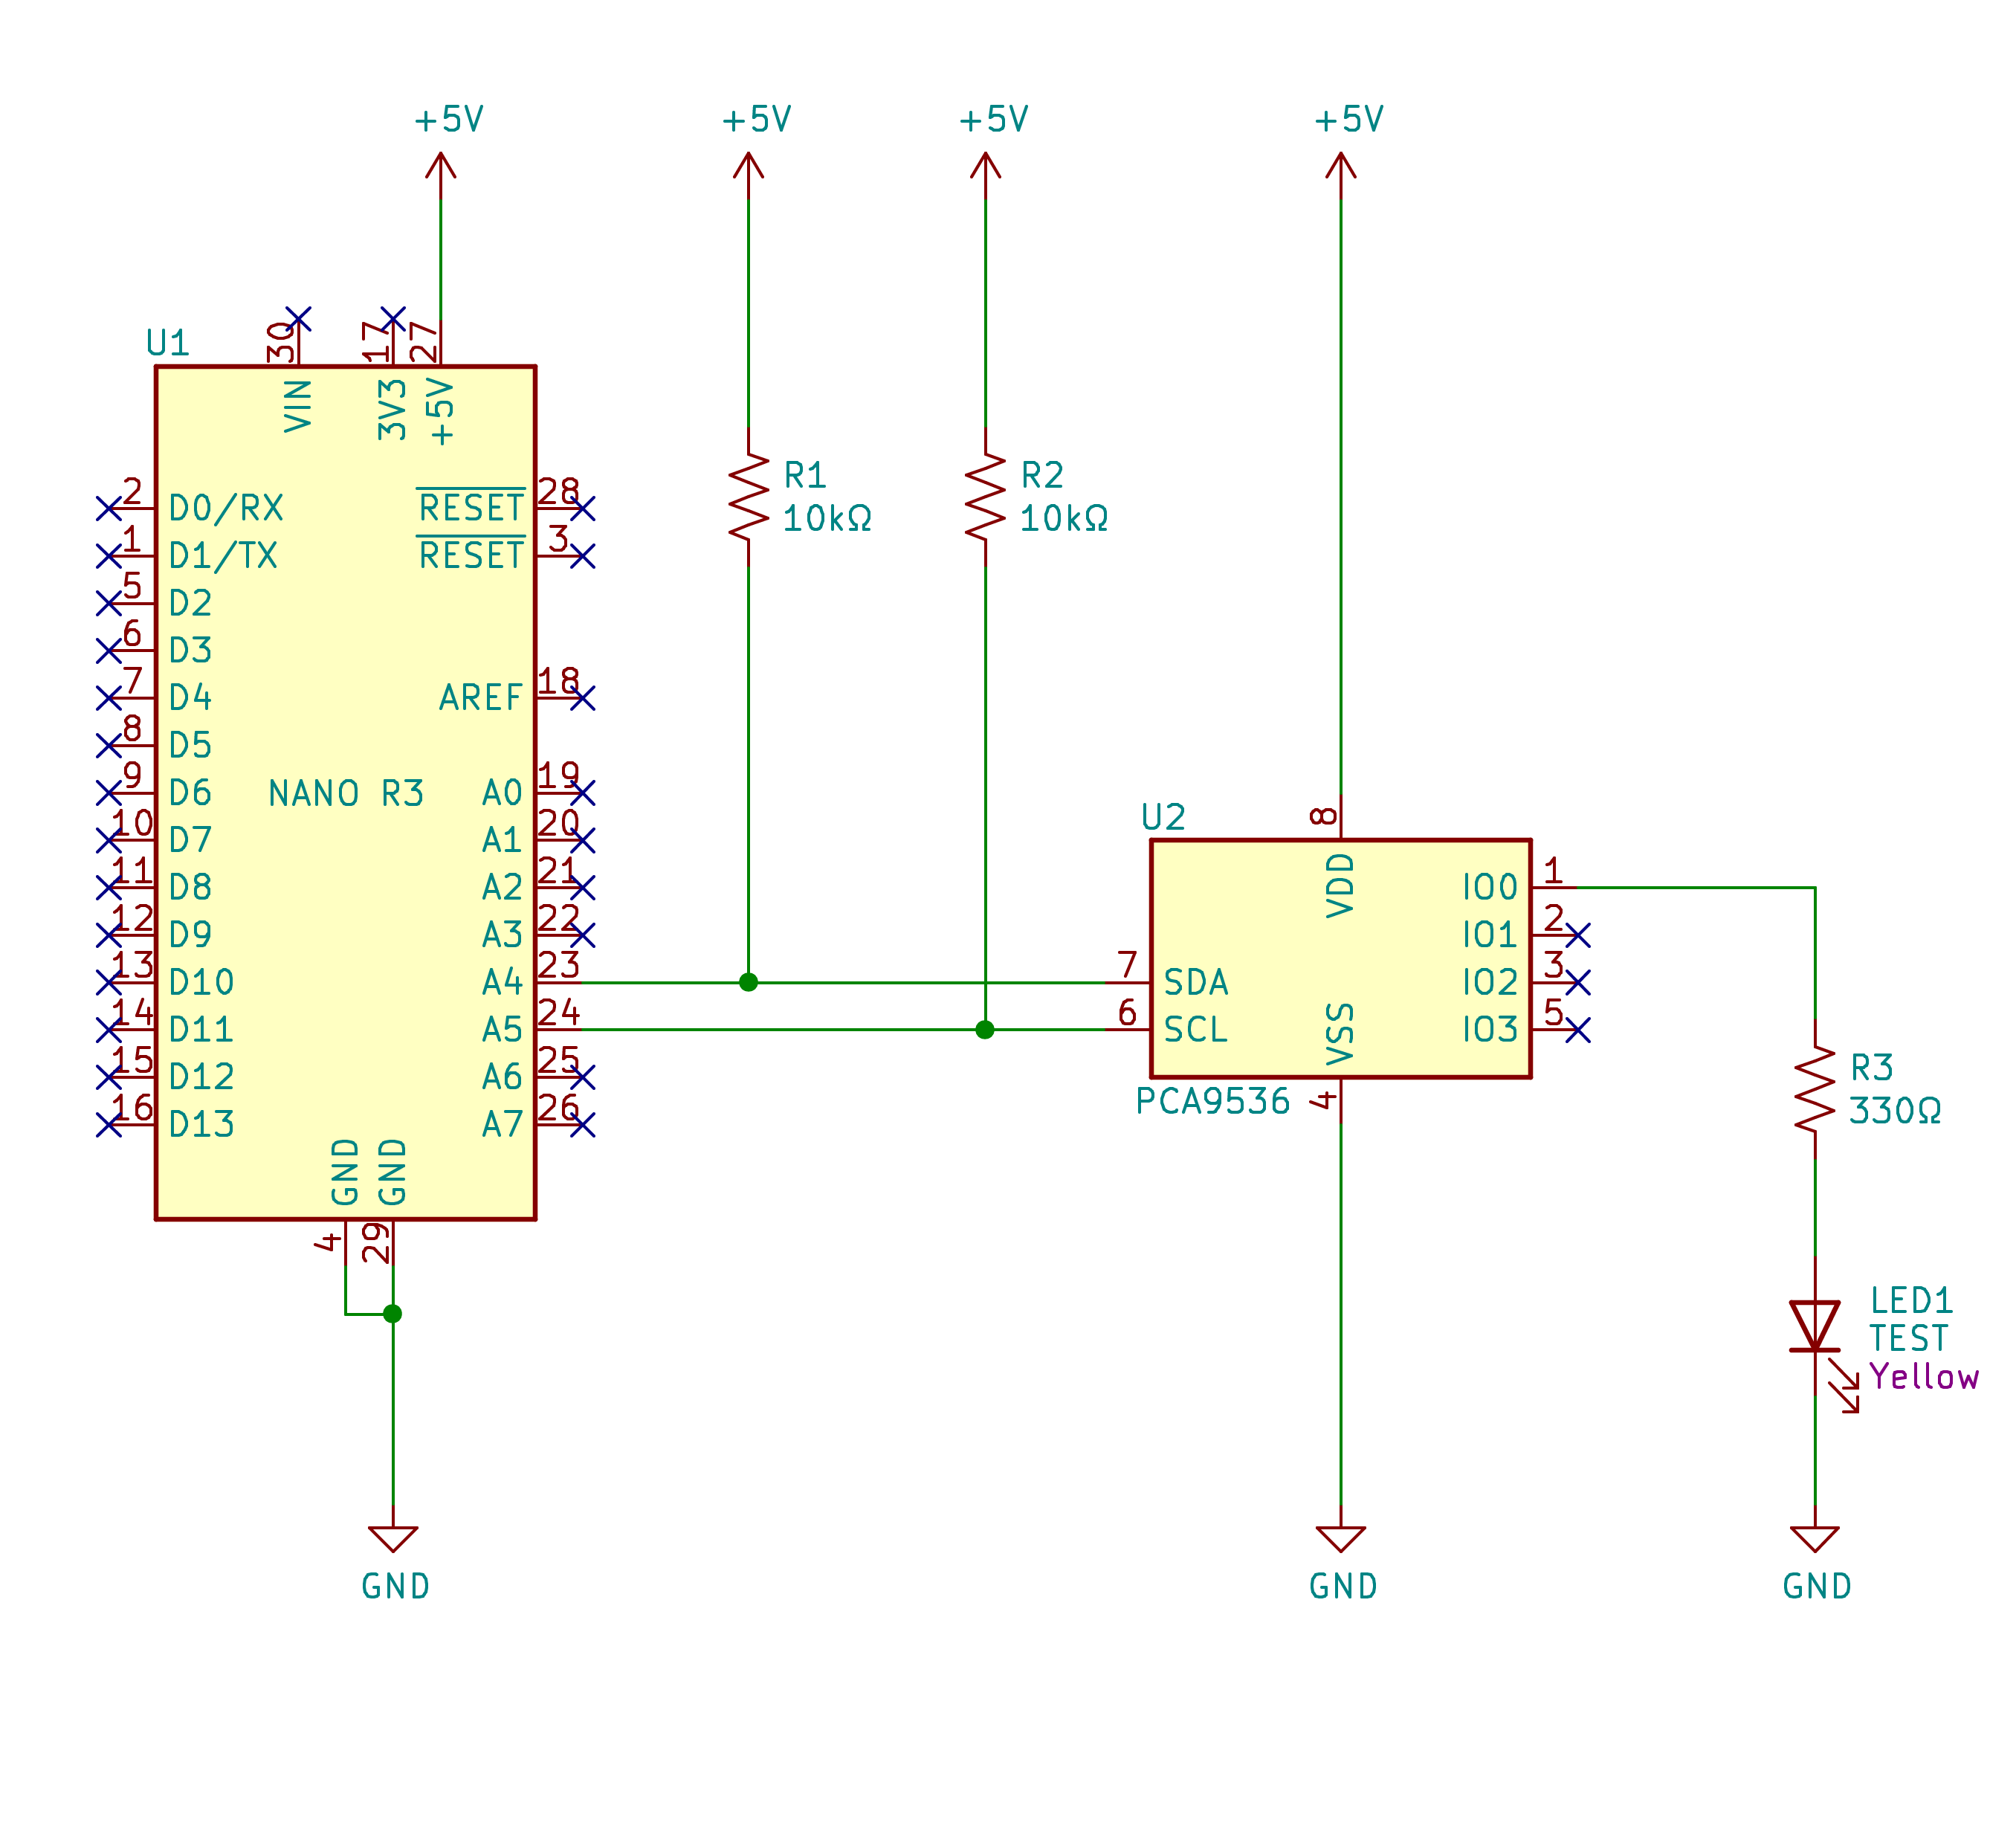 +5V
+5V
+5V
+5V
U1
30
17
27
VIN
3V3
+5V
2
D0/RX
RESET
28
1
D1/TX
RESET
3
5
D2
6
D3
7
D4
AREF
18
8
D5
9
D6
NANO R3
A0
19
10
D7
A1
20
11
D8
A2
21
12
D9
A3
22
13
D10
A4
23
14
D11
A5
24
15
D12
A6
25
16
D13
A7
26
GND
GND
4
29
GND
R1
10kΩ
R2
10kΩ
U2
8
VDD
IO0
1
IO1
2
7
SDA
IO2
3
6
SCL
VSS
IO3
5
PCA9536
4
GND
R3
330Ω
LED1
TEST
Yellow
GND